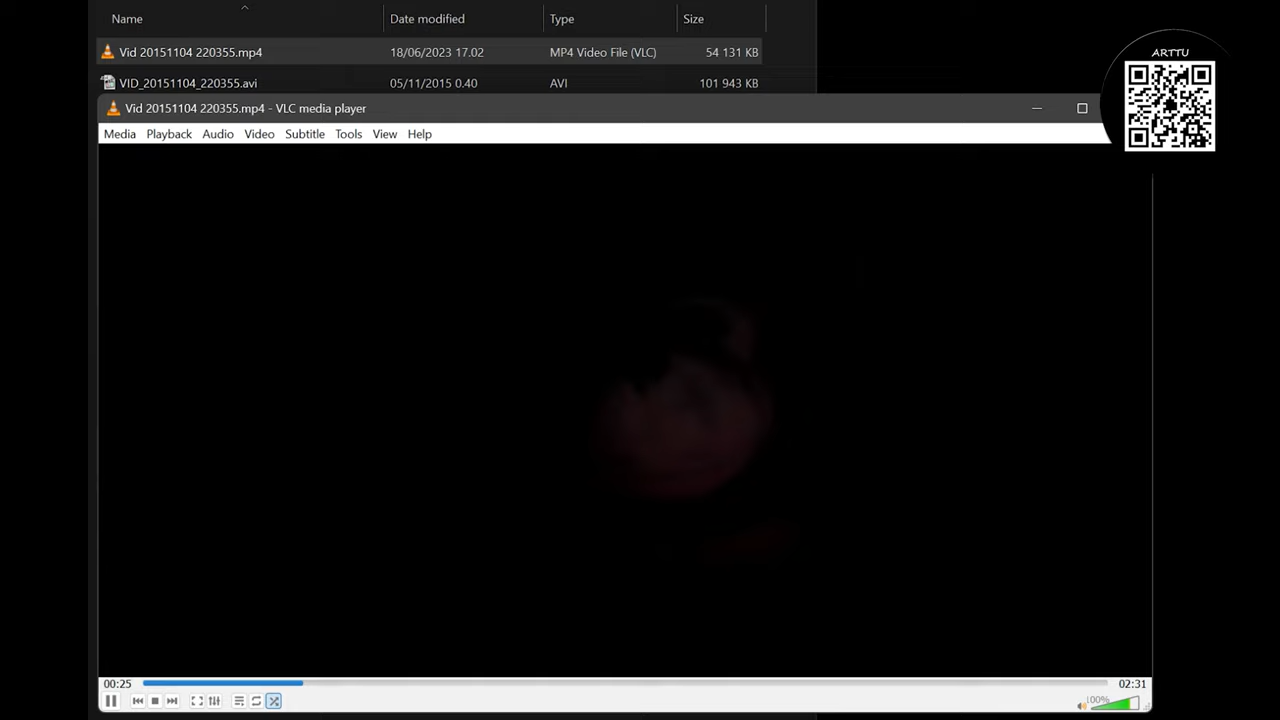 Name Date modified Type Size
Vid 20151104 220355.mp4 18/06/2023 17.02 MP4 Video File (VLC) 54 131 KB
VID_20151104_220355.avi 05/11/2015 0.40 AVI 101 943 KB
ARTTU
Vid 20151104 220355.mp4 - VLC media player
Media Playback Audio Video Subtitle Tools View Help
00:25 02:31
100%